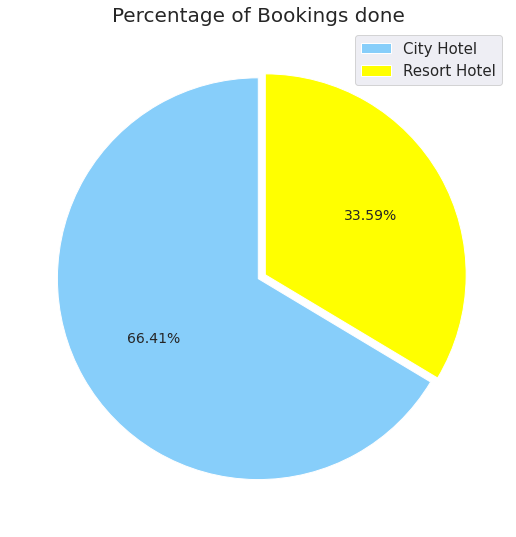 Percentage of Bookings done
City Hotel
Resort Hotel
33.59%
66.41%